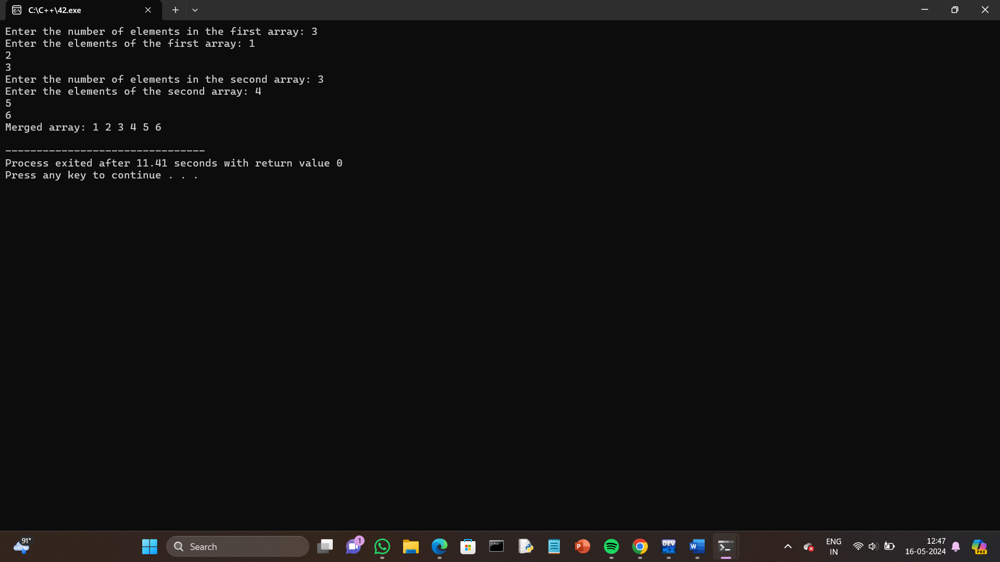 C:\C++\42.exe
Enter the number of elements in the first array: 3
Enter the elements of the first array: 1
2
3
Enter the number of elements in the second array: 3
Enter the elements of the second array: 4
5
6
Merged array: 1 2 3 4 5 6
--------------------------------
Process exited after 11.41 seconds with return value 0
Press any key to continue . . .
91°
Search
1
P
DEV
C++
W
ENG
IN
12:47
16-05-2024
PRE